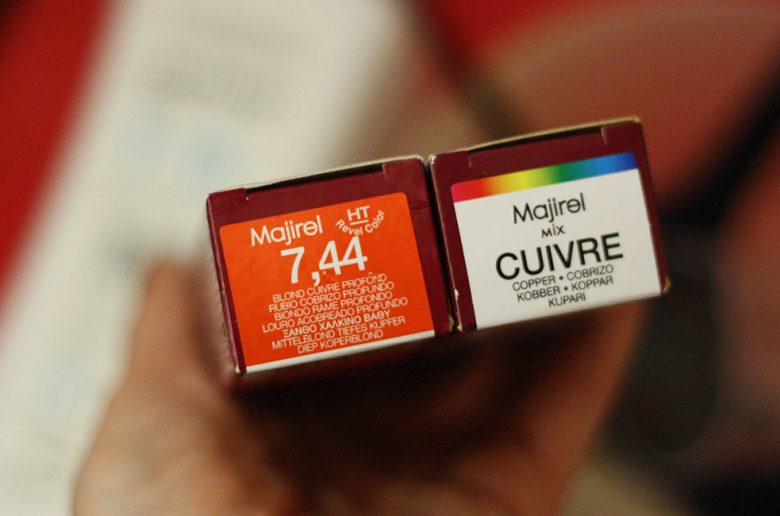 Majirel HT
Revel Color
7,44
BLOND CUIVRE PROFOND
RUBIO COBRIZO PROFUNDO
BIONDO RAME PROFONDO
LOURO ACOBREADO PROFUNDO
ΞΑΝΘΟ ΧΑΛΚΙΝΟ ΒΑΘΥ
MITTELBLOND TIEFES KUPFER
DIEP KOPERBLOND
Majirel
MIX
CUIVRE
COPPER • COBRIZO
KOBBER • KOPPAR
KUPARI